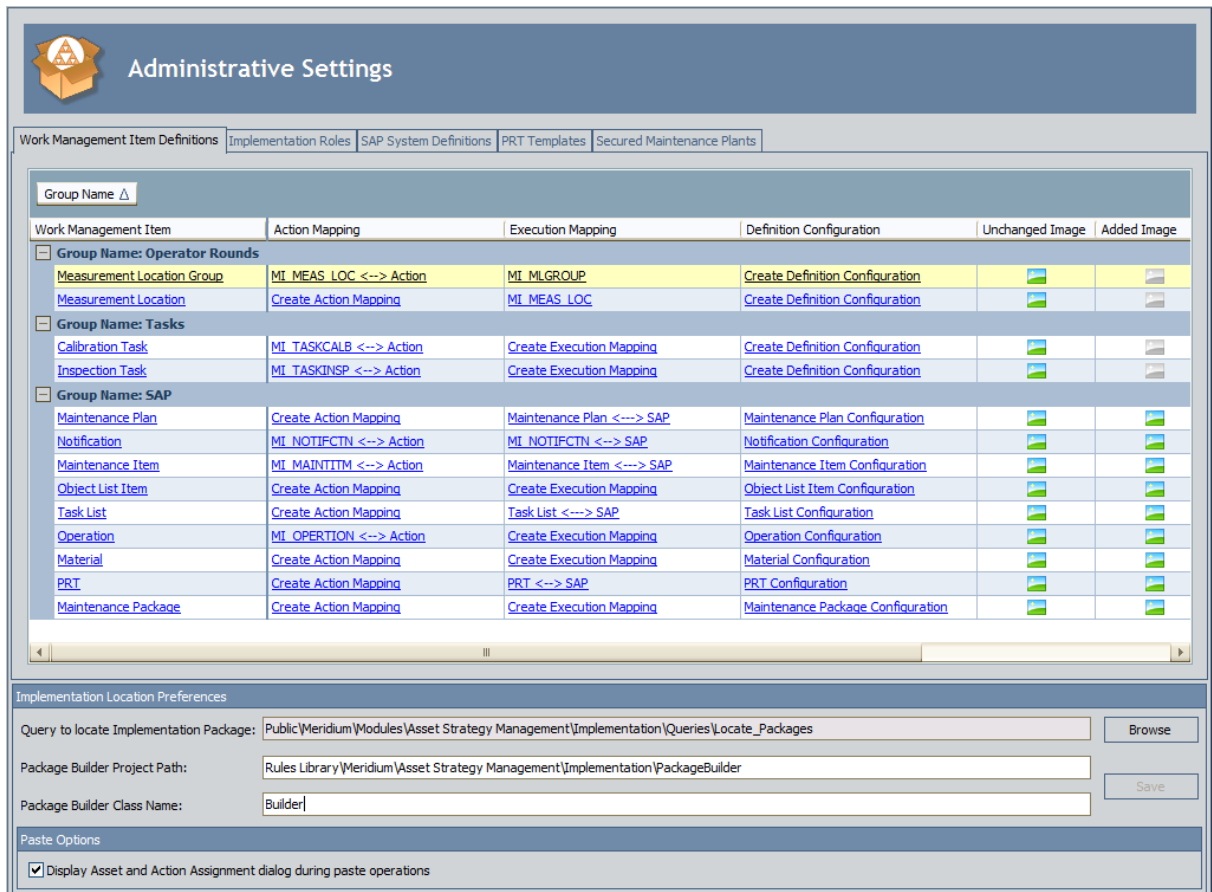 Administrative Settings
Work Management Item Definitions Implementation Roles SAP System Definitions PRT Templates Secured Maintenance Plants
Group Name
Work Management Item Action Mapping Execution Mapping Definition Configuration Unchanged Image Added Image
Group Name: Operator Rounds
Measurement Location Group MI_MEAS_LOC <--> Action MI_MLGROUP Create Definition Configuration
Measurement Location Create Action Mapping MI_MEAS_LOC Create Definition Configuration
Group Name: Tasks
Calibration Task MI_TASKCALB <--> Action Create Execution Mapping Create Definition Configuration
Inspection Task MI_TASKINSP <--> Action Create Execution Mapping Create Definition Configuration
Group Name: SAP
Maintenance Plan Create Action Mapping Maintenance Plan <---> SAP Maintenance Plan Configuration
Notification MI_NOTIFCTN <--> Action MI_NOTIFCTN <--> SAP Notification Configuration
Maintenance Item MI_MAINTITM <--> Action Maintenance Item <---> SAP Maintenance Item Configuration
Object List Item Create Action Mapping Create Execution Mapping Object List Item Configuration
Task List Create Action Mapping Task List <---> SAP Task List Configuration
Operation MI_OPERTION <--> Action Create Execution Mapping Operation Configuration
Material Create Action Mapping Create Execution Mapping Material Configuration
PRT Create Action Mapping PRT <--> SAP PRT Configuration
Maintenance Package Create Action Mapping Create Execution Mapping Maintenance Package Configuration
Implementation Location Preferences
Query to locate Implementation Package: Public\Meridium\Modules\Asset Strategy Management\Implementation\Queries\Locate_Packages Browse
Package Builder Project Path: Rules Library\Meridium\Asset Strategy Management\Implementation\PackageBuilder
Save
Package Builder Class Name: Builder
Paste Options
Display Asset and Action Assignment dialog during paste operations